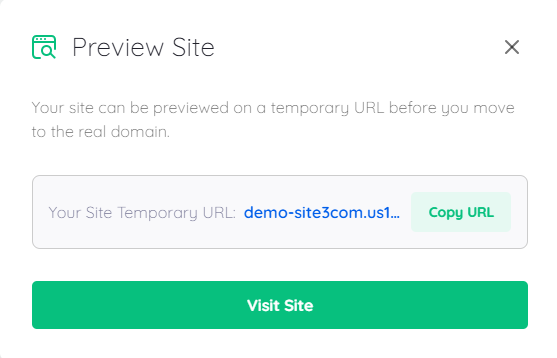 Preview Site
Your site can be previewed on a temporary URL before you move
to the real domain.
Your Site Temporary URL: demo-site3com.us1... Copy URL
Visit Site